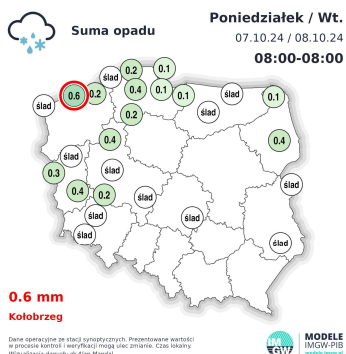 Suma opadu
Poniedziałek / Wt.
07.10.24 / 08.10.24
08:00-08:00
ślad
0.2
0.1
ślad
0.6
0.2
0.4
0.1
0.1
ślad
ślad
0.1
0.2
0.4
0.4
ślad
0.3
ślad
0.4
0.2
ślad
ślad
ślad
ślad
ślad
ślad
0.6 mm
Kołobrzeg
Dane operacyjne ze stacji synoptycznych. Prezentowane wartości
w procesie kontroli i weryfikacji mogą ulec zmianie. Czas lokalny.
IM
GW
MODELE
IMGW-PIB